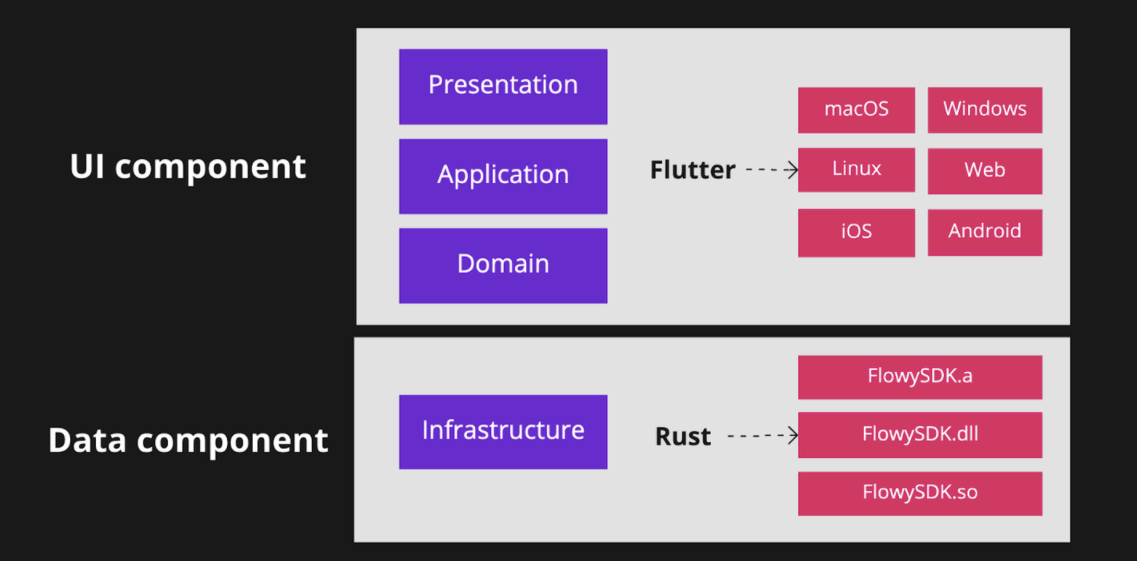 UI component
Presentation
Application
Domain
Flutter
macOS
Windows
Linux
Web
iOS
Android
Data component
Infrastructure
Rust
FlowySDK.a
FlowySDK.dll
FlowySDK.so